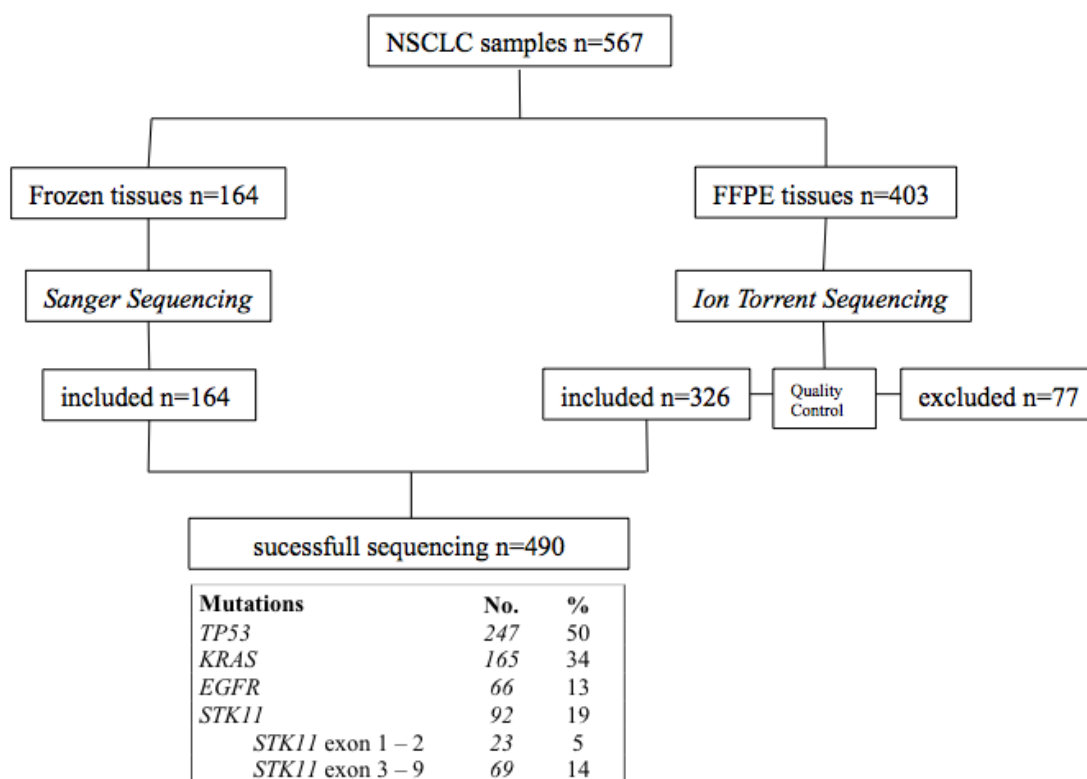 NSCLC samples n=567
Frozen tissues n=164
FFPE tissues n=403
Sanger Sequencing
Ion Torrent Sequencing
included n=164
included n=326
Quality
Control
excluded n=77
sucessfull sequencing n=490
Mutations No. %
TP53 247 50
KRAS 165 34
EGFR 66 13
STK11 92 19
STK11 exon 1 – 2 23 5
STK11 exon 3 – 9 69 14